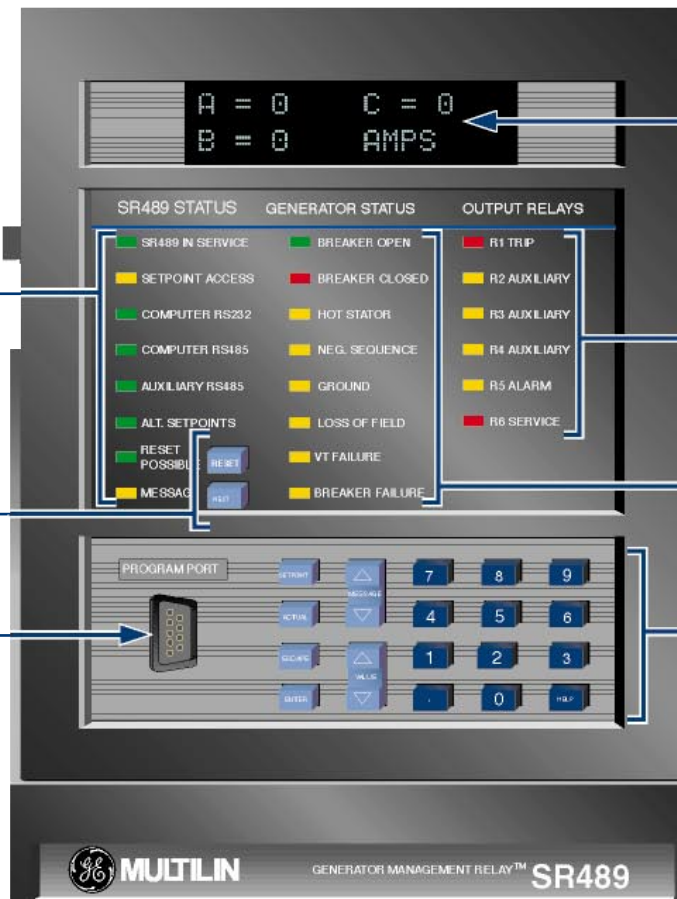 A = 0 C = 0
B = 0 AMPS
SR489 STATUS GENERATOR STATUS OUTPUT RELAYS
SR489 IN SERVICE BREAKER OPEN R1 TRIP
SETPOINT ACCESS BREAKER CLOSED R2 AUXILIARY
COMPUTER RS232 HOT STATOR R3 AUXILIARY
COMPUTER RS485 NEG. SEQUENCE R4 AUXILIARY
AUXILIARY RS485 GROUND R5 ALARM
ALT. SETPOINTS LOSS OF FIELD R6 SERVICE
RESET
POSSIBLE RESET VT FAILURE
MESSAG NEXT BREAKER FAILURE
PROGRAM PORT SETPOINT 7 8 9
MESSAGE
ACTUAL 4 5 6
ESCAPE 1 2 3
VALUE
ENTER . 0 HELP
GE MULTILIN GENERATOR MANAGEMENT RELAY™ SR489